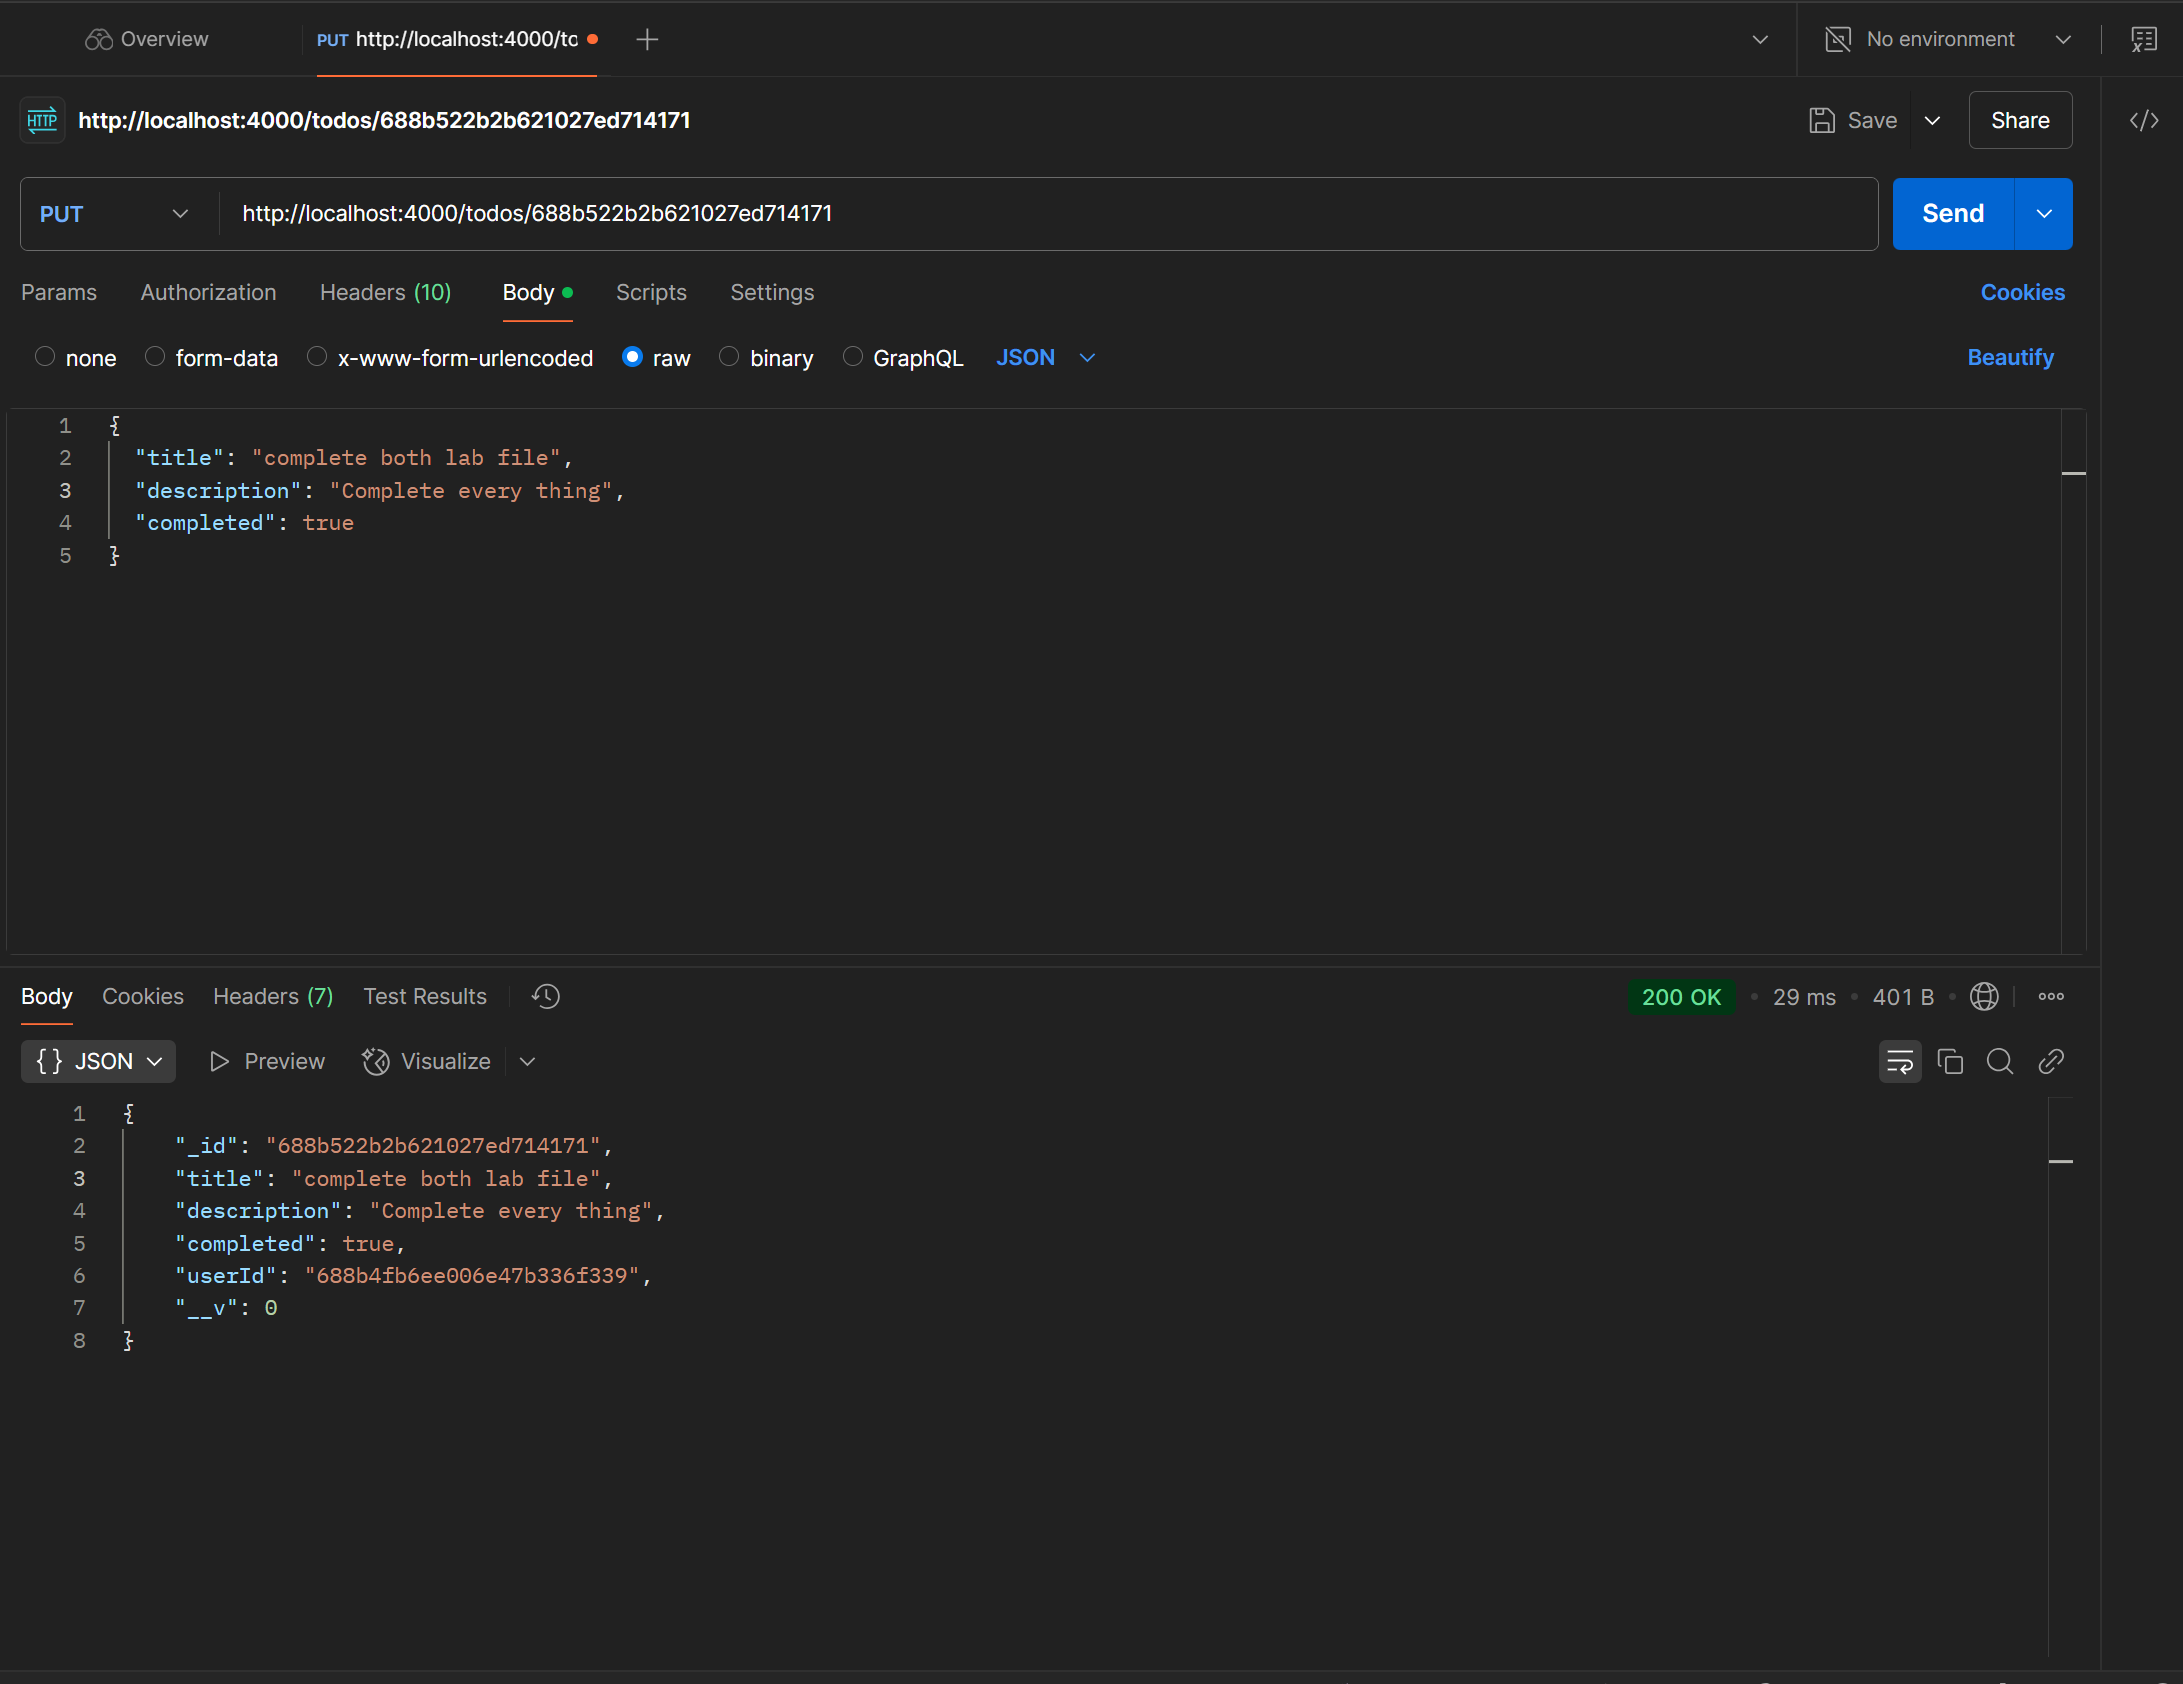 Overview
PUT http://localhost:4000/to
No environment
HTTP http://localhost:4000/todos/688b522b2b621027ed714171
Save
Share
PUT
http://localhost:4000/todos/688b522b2b621027ed714171
Send
Params Authorization Headers (10) Body Scripts Settings
Cookies
none form-data x-www-form-urlencoded raw binary GraphQL JSON
Beautify
1 {
2 "title": "complete both lab file",
3 "description": "Complete every thing",
4 "completed": true
5 }
Body Cookies Headers (7) Test Results
200 OK • 29 ms • 401 B
{} JSON Preview Visualize
1 {
2 "_id": "688b522b2b621027ed714171",
3 "title": "complete both lab file",
4 "description": "Complete every thing",
5 "completed": true,
6 "userId": "688b4fb6ee006e47b336f339",
7 "__v": 0
8 }